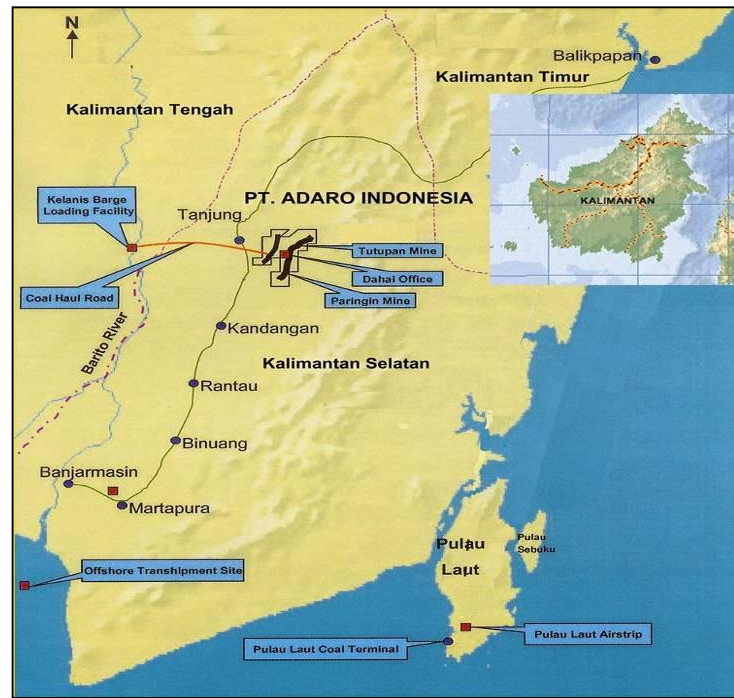 N
Balikpapan
Kalimantan Timur
Kalimantan Tengah
KALIMANTAN
PT. ADARO INDONESIA
Kelanis Barge
Loading Facility
Tanjung
Tutupan Mine
Dahai Office
Paringin Mine
Coal Haul Road
Barito River
Kandangan
Kalimantan Selatan
Rantau
Binuang
Banjarmasin
Martapura
Pulau
Laut
Pulau
Sebuku
Offshore Transhipment Site
Pulau Laut Coal Terminal
Pulau Laut Airstrip